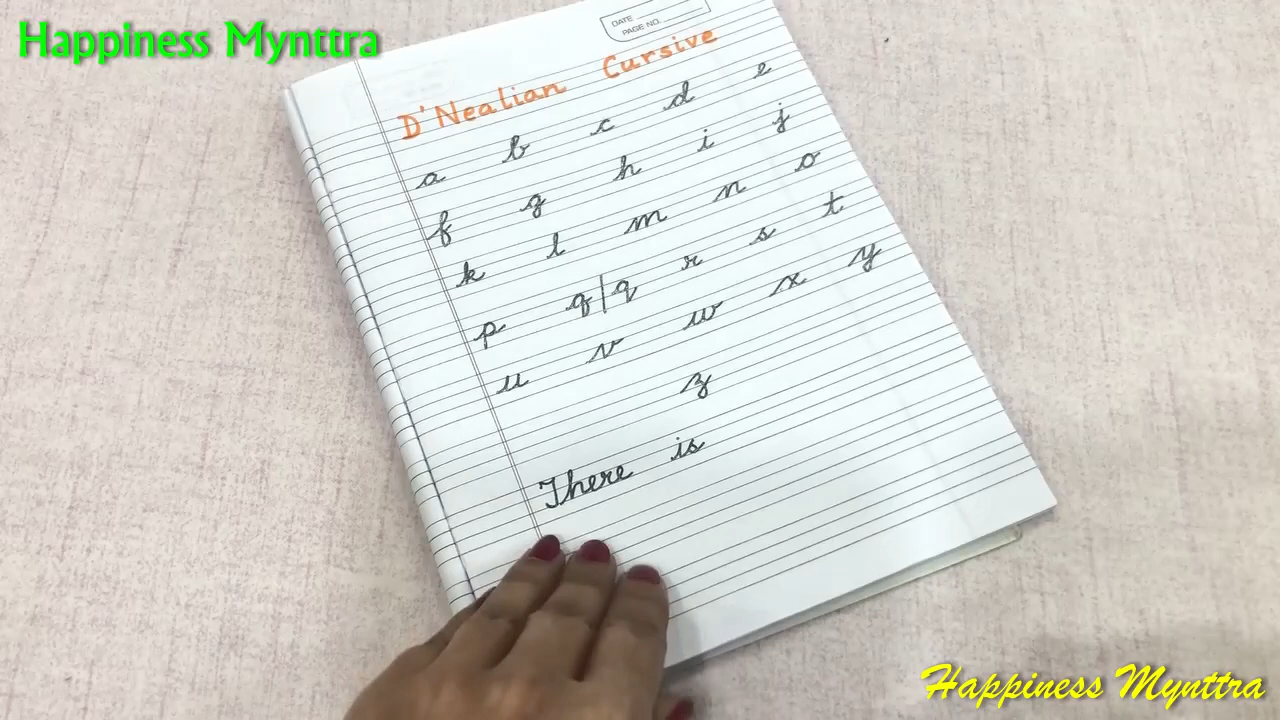 Happiness Mynttra
DATE
PAGE NO.
D'Nealian Cursive
a b c d e
f g h i j
k l m n o
p q/q r s t
u v w x y
z
There is
Happiness Mynttra